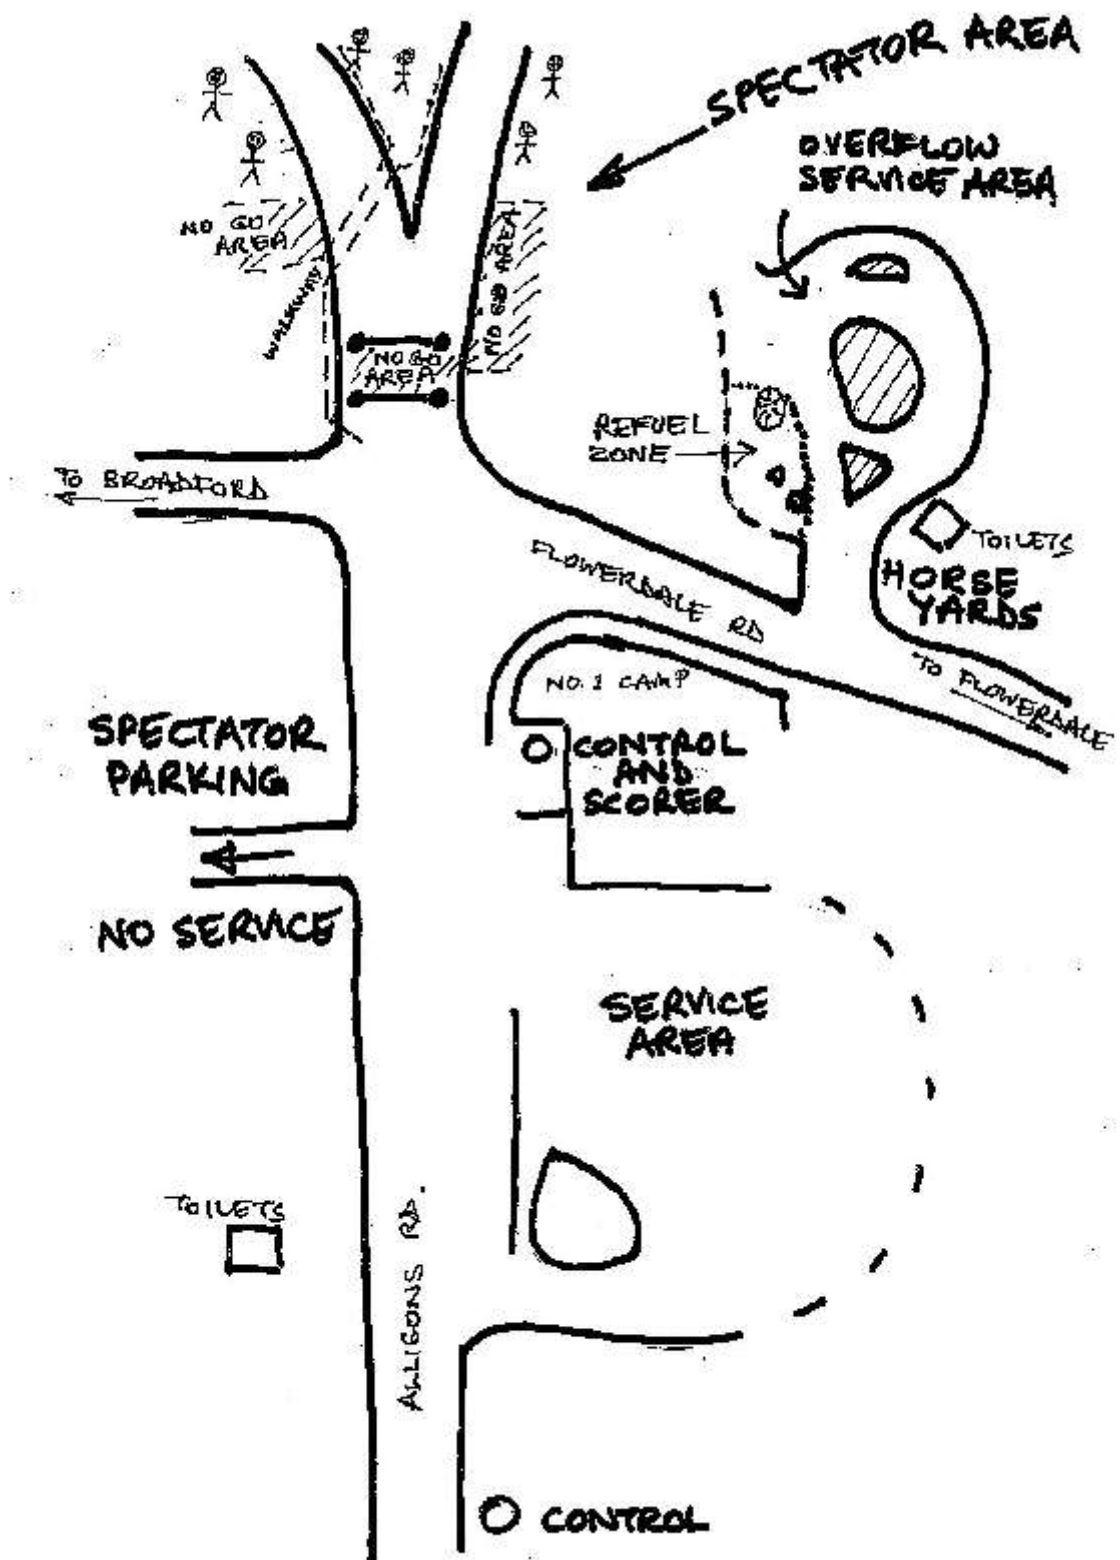 SPECTATOR AREA
OVERFLOW
SERVICE AREA
NO GO
AREA
NO GO AREA
WALKWAY
NO GO
AREA
REFUEL
ZONE
TO BROADFORD
TOILETS
HORSE
YARDS
FLOWERDALE RD
TO FLOWERDALE
NO. 1 CAMP
SPECTATOR
PARKING
CONTROL
AND
SCORER
NO SERVICE
SERVICE
AREA
TOILETS
ALLISONS RD.
CONTROL